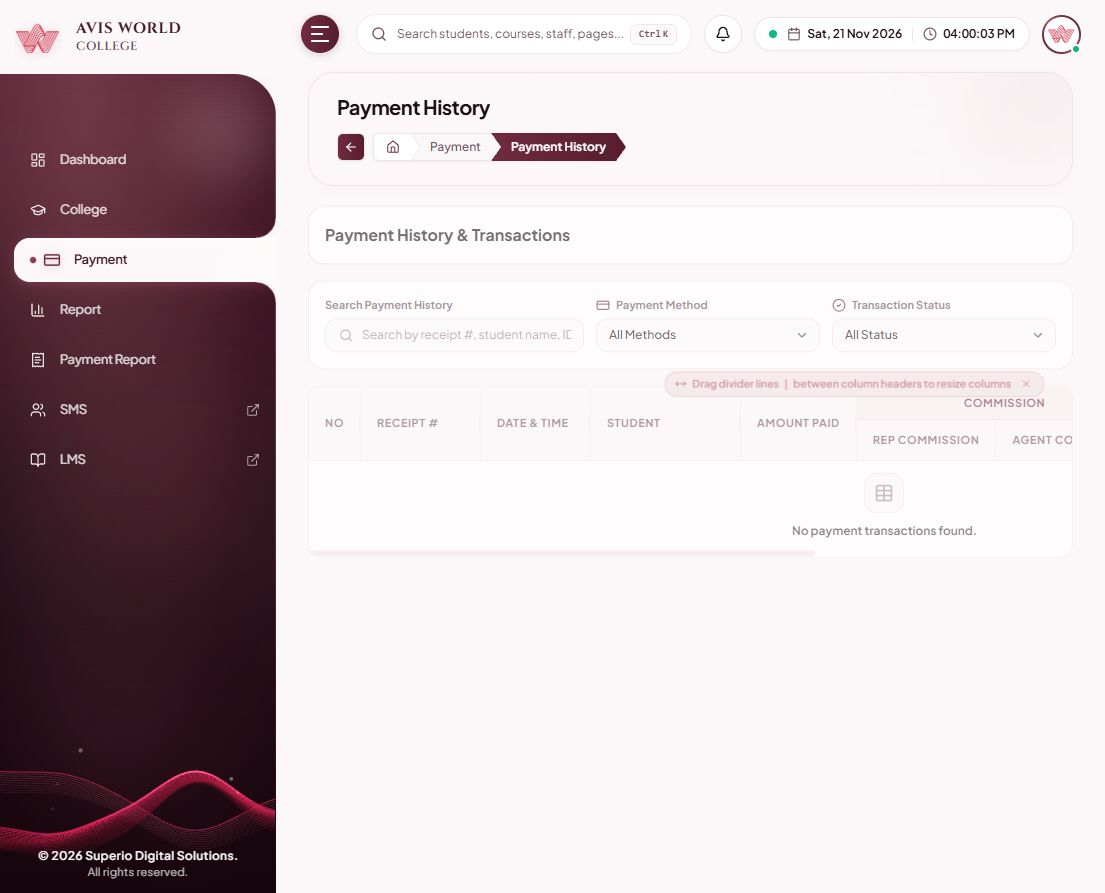 AVIS WORLD
COLLEGE
Search students, courses, staff, pages...
Ctrl K
Sat, 21 Nov 2026
04:00:03 PM
Dashboard
College
Payment
Report
Payment Report
SMS
LMS
© 2026 Superio Digital Solutions.
All rights reserved.
Payment History
Payment
Payment History
Payment History & Transactions
Search Payment History
Payment Method
Transaction Status
Search by receipt #, student name, ID
All Methods
All Status
Drag divider lines | between column headers to resize columns
NO
RECEIPT #
DATE & TIME
STUDENT
AMOUNT PAID
COMMISSION
REP COMMISSION
AGENT CO
No payment transactions found.